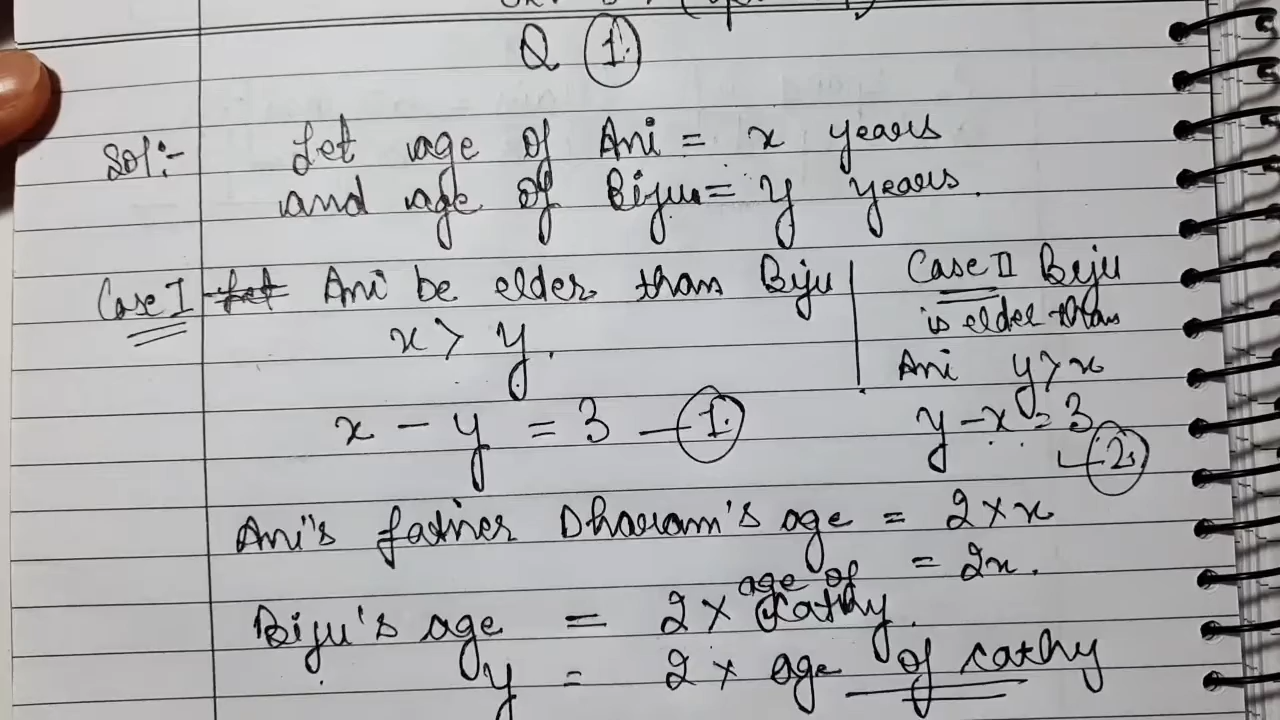 Q 1.
Sol:- Let age of Ani = x years
and age of Biju = y years.
Case I Ani be elder than Biju
x > y.
x - y = 3 — 1.
Case II Biju
is elder than
Ani y > x
y - x = 3
— 2
Ani's father Dharam's age = 2 × x
= 2x.
Biju's age = 2 × age of Cathy.
y = 2 × age of cathy